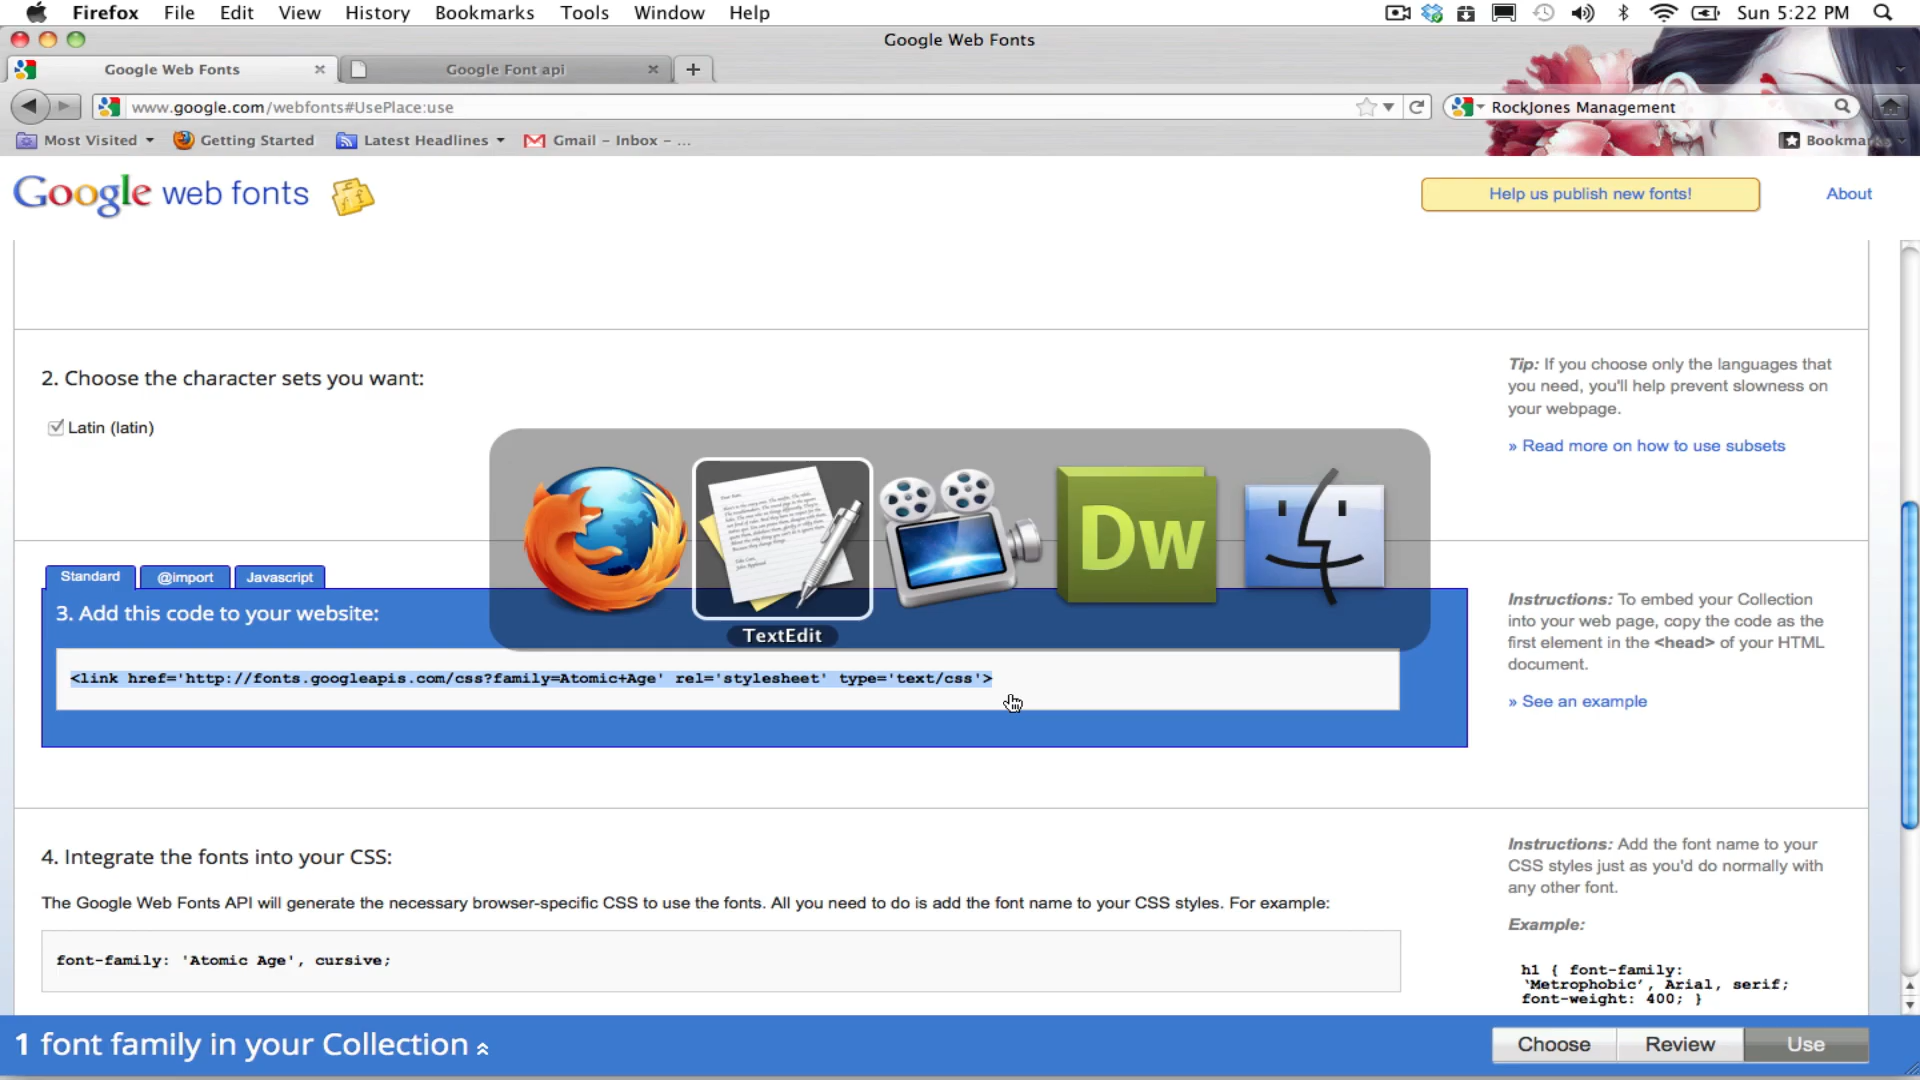 Firefox File Edit View History Bookmarks Tools Window Help Sun 5:22 PM
Google Web Fonts
Google Web Fonts Google Font api
www.google.com/webfonts#UsePlace:use RockJones Management
Most Visited Getting Started Latest Headlines Gmail – Inbox – ... Bookmarks
Google web fonts Help us publish new fonts! About
2. Choose the character sets you want:
Latin (latin)
Tip: If you choose only the languages that
you need, you'll help prevent slowness on
your webpage.
» Read more on how to use subsets
Dw
TextEdit
Standard @import Javascript
3. Add this code to your website:
<link href='http://fonts.googleapis.com/css?family=Atomic+Age' rel='stylesheet' type='text/css'>
Instructions: To embed your Collection
into your web page, copy the code as the
first element in the <head> of your HTML
document.
» See an example
4. Integrate the fonts into your CSS:
The Google Web Fonts API will generate the necessary browser-specific CSS to use the fonts. All you need to do is add the font name to your CSS styles. For example:
font-family: 'Atomic Age', cursive;
Instructions: Add the font name to your
CSS styles just as you'd do normally with
any other font.
Example:
h1 { font-family:
'Metrophobic', Arial, serif;
font-weight: 400; }
1 font family in your Collection Choose Review Use